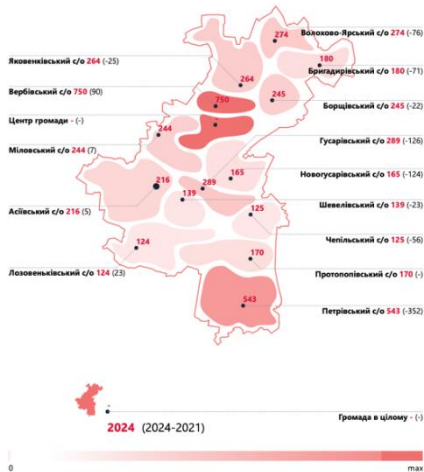 274
Волохово-Ярський с/о 274 (-76)
Яковенківський с/о 264 (-25)
180
Бригадирівський с/о 180 (-71)
264
Вербівський с/о 750 (90)
750
245
Борщівський с/о 245 (-22)
Центр громади - (-)
-
244
Гусарівський с/о 289 (-126)
Міловський с/о 244 (7)
165
Новогусарівський с/о 165 (-124)
216
289
139
Шевелівський с/о 139 (-23)
Асіївський с/о 216 (5)
125
Чепільський с/о 125 (-56)
124
170
Лозовеньківський с/о 124 (23)
Протопопівський с/о 170 (-)
543
Петрівський с/о 543 (-352)
Громада в цілому - (-)
2024 (2024-2021)
0
max